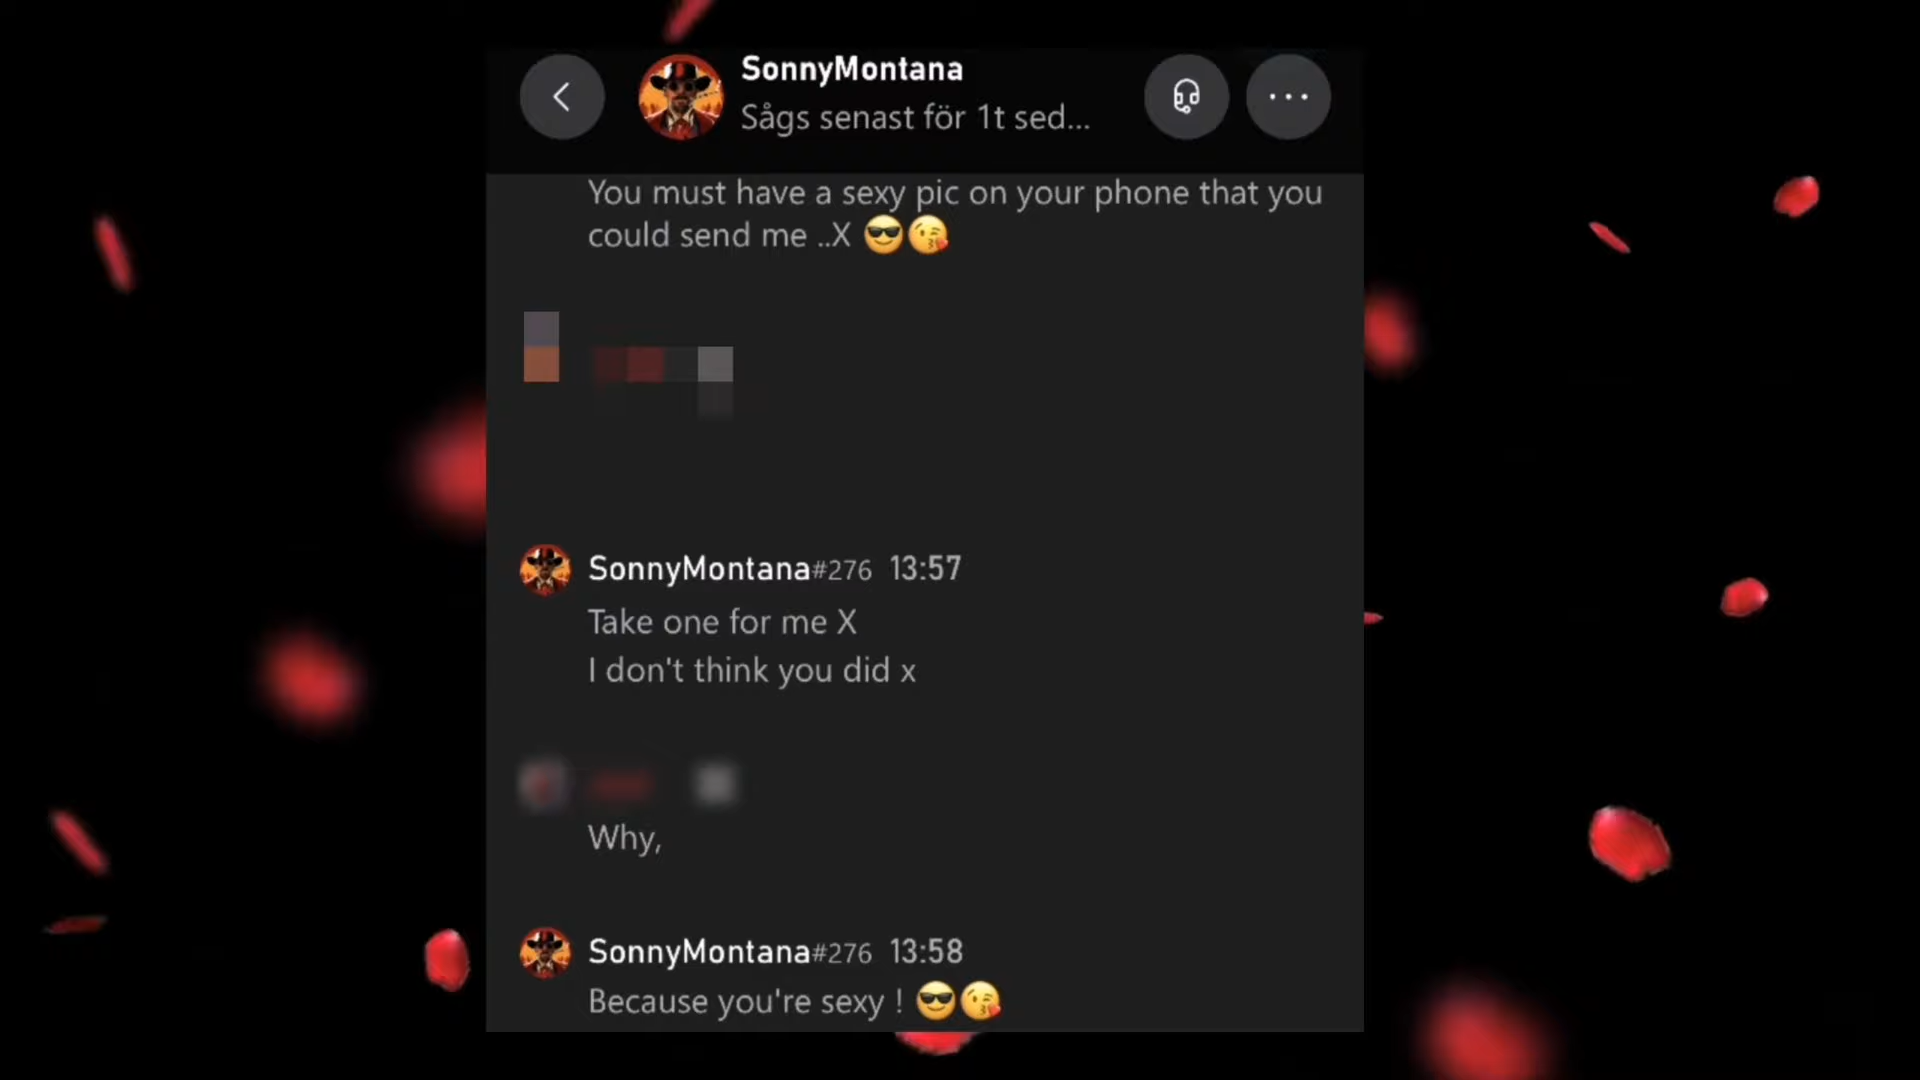 SonnyMontana
Sågs senast för 1t sed...
You must have a sexy pic on your phone that you
could send me ..X 😎😘
SonnyMontana#276 13:57
Take one for me X
I don't think you did x
Why,
SonnyMontana#276 13:58
Because you're sexy ! 😎😘